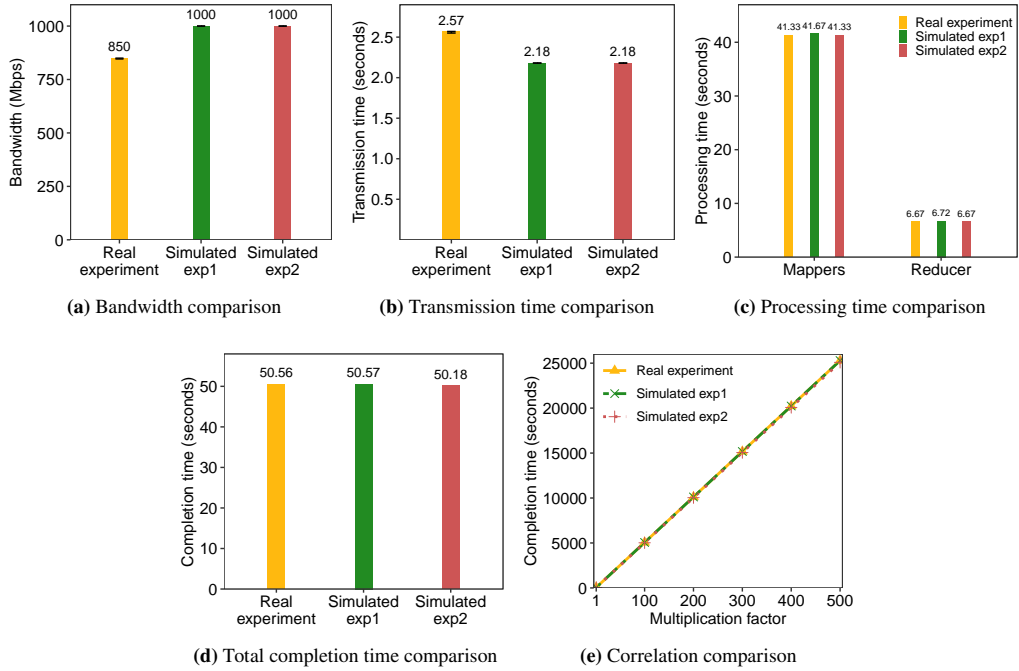 1000 1000
1000
850
750
500
250
0
Bandwidth (Mbps)
Real experiment
Simulated exp1
Simulated exp2
(a) Bandwidth comparison
2.57
2.5
2.18 2.18
2.0
1.5
1.0
0.5
Transmission time (seconds)
Real experiment
Simulated exp1
Simulated exp2
(b) Transmission time comparison
41.33 41.67 41.33
Real experiment
Simulated exp1
Simulated exp2
40
30
20
10
0
6.67 6.72 6.67
Processing time (seconds)
Mappers Reducer
(c) Processing time comparison
50.56 50.57 50.18
50
40
30
20
10
0
Completion time (seconds)
Real experiment
Simulated exp1
Simulated exp2
(d) Total completion time comparison
25000
20000
15000
10000
5000
0
Completion time (seconds)
Real experiment
Simulated exp1
Simulated exp2
1 100 200 300 400 500
Multiplication factor
(e) Correlation comparison